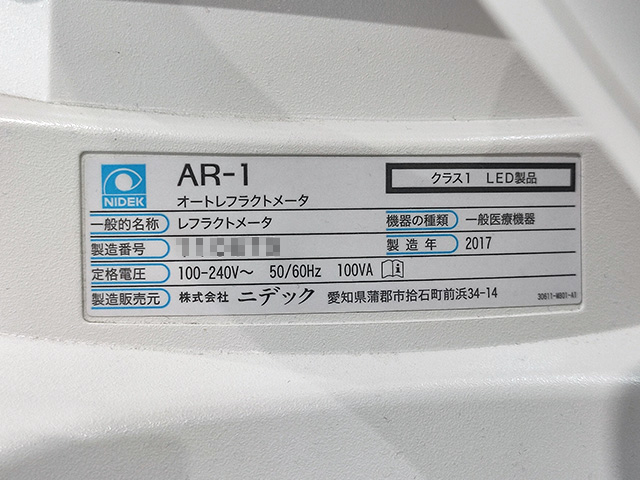 NIDEK
AR-1
オートレフラクトメータ
クラス1 LED製品
一般的名称 レフラクトメータ
機器の種類 一般医療機器
製造番号
製造年 2017
定格電圧 100-240V～ 50/60Hz 100VA
製造販売元 株式会社 ニデック 愛知県蒲郡市拾石町前浜34-14